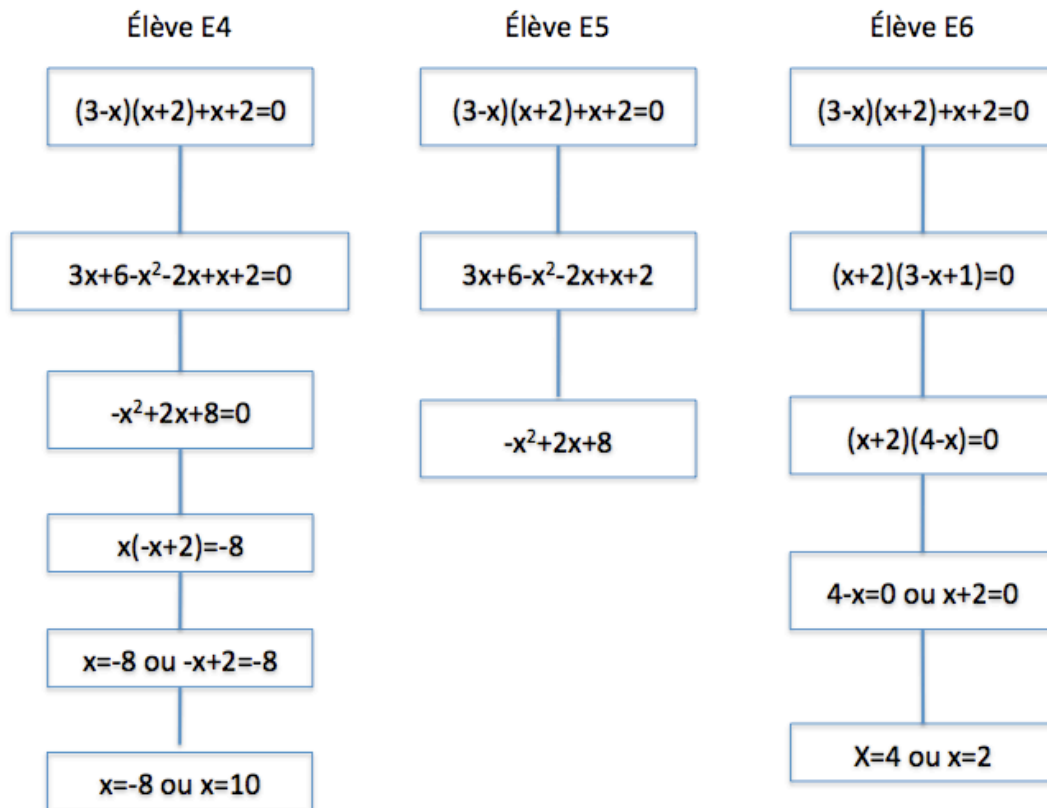 Élève E4
(3-x)(x+2)+x+2=0
3x+6-x²-2x+x+2=0
-x²+2x+8=0
x(-x+2)=-8
x=-8 ou -x+2=-8
x=-8 ou x=10
Élève E5
(3-x)(x+2)+x+2=0
3x+6-x²-2x+x+2
-x²+2x+8
Élève E6
(3-x)(x+2)+x+2=0
(x+2)(3-x+1)=0
(x+2)(4-x)=0
4-x=0 ou x+2=0
X=4 ou x=2